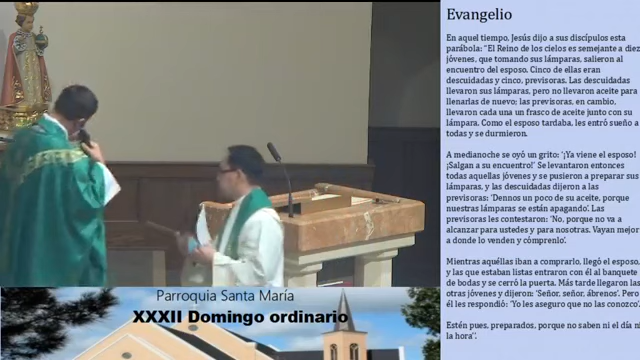 Evangelio
En aquel tiempo, Jesús dijo a sus discípulos esta
parábola: “El Reino de los cielos es semejante a diez
jóvenes, que tomando sus lámparas, salieron al
encuentro del esposo. Cinco de ellas eran
descuidadas y cinco, previsoras. Las descuidadas
llevaron sus lámparas, pero no llevaron aceite para
llenarlas de nuevo; las previsoras, en cambio,
llevaron cada una un frasco de aceite junto con su
lámpara. Como el esposo tardaba, les entró sueño a
todas y se durmieron.
A medianoche se oyó un grito: ‘¡Ya viene el esposo!
¡Salgan a su encuentro!’ Se levantaron entonces
todas aquellas jóvenes y se pusieron a preparar sus
lámparas, y las descuidadas dijeron a las
previsoras: ‘Dennos un poco de su aceite, porque
nuestras lámparas se están apagando’. Las
previsoras les contestaron: ‘No, porque no va a
alcanzar para ustedes y para nosotras. Vayan mejor
a donde lo venden y cómprenlo’.
Mientras aquéllas iban a comprarlo, llegó el esposo,
y las que estaban listas entraron con él al banquete
de bodas y se cerró la puerta. Más tarde llegaron las
otras jóvenes y dijeron: ‘Señor, señor, ábrenos’. Pero
él les respondió: ‘Yo les aseguro que no las conozco’.
Estén pues, preparados, porque no saben ni el día ni
la hora”.
Parroquia Santa María
XXXII Domingo ordinario